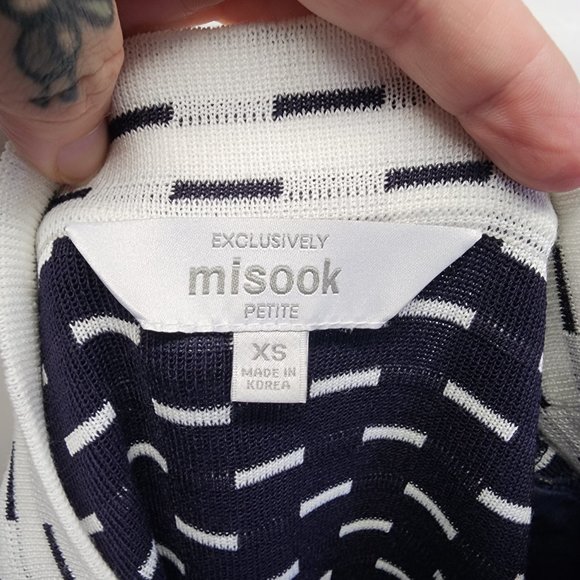 EXCLUSIVELY
misook
PETITE
XS
MADE IN
KOREA